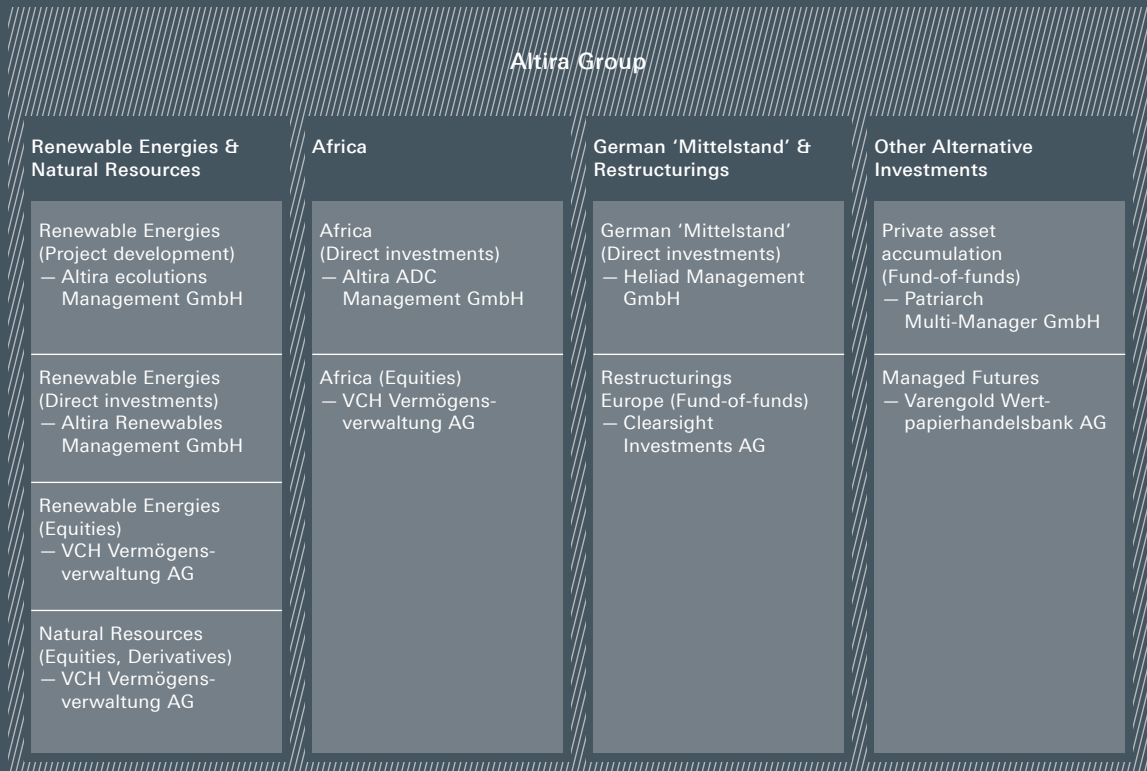 Altira Group
Renewable Energies &
Natural Resources
Renewable Energies
(Project development)
— Altira ecolutions
Management GmbH
Renewable Energies
(Direct investments)
— Altira Renewables
Management GmbH
Renewable Energies
(Equities)
— VCH Vermögens-
verwaltung AG
Natural Resources
(Equities, Derivatives)
— VCH Vermögens-
verwaltung AG
Africa
Africa
(Direct investments)
— Altira ADC
Management GmbH
Africa (Equities)
— VCH Vermögens-
verwaltung AG
German ‘Mittelstand’ &
Restructurings
German ‘Mittelstand’
(Direct investments)
— Heliad Management
GmbH
Restructurings
Europe (Fund-of-funds)
— Clearsight
Investments AG
Other Alternative
Investments
Private asset
accumulation
(Fund-of-funds)
— Patriarch
Multi-Manager GmbH
Managed Futures
— Varengold Wert-
papierhandelsbank AG